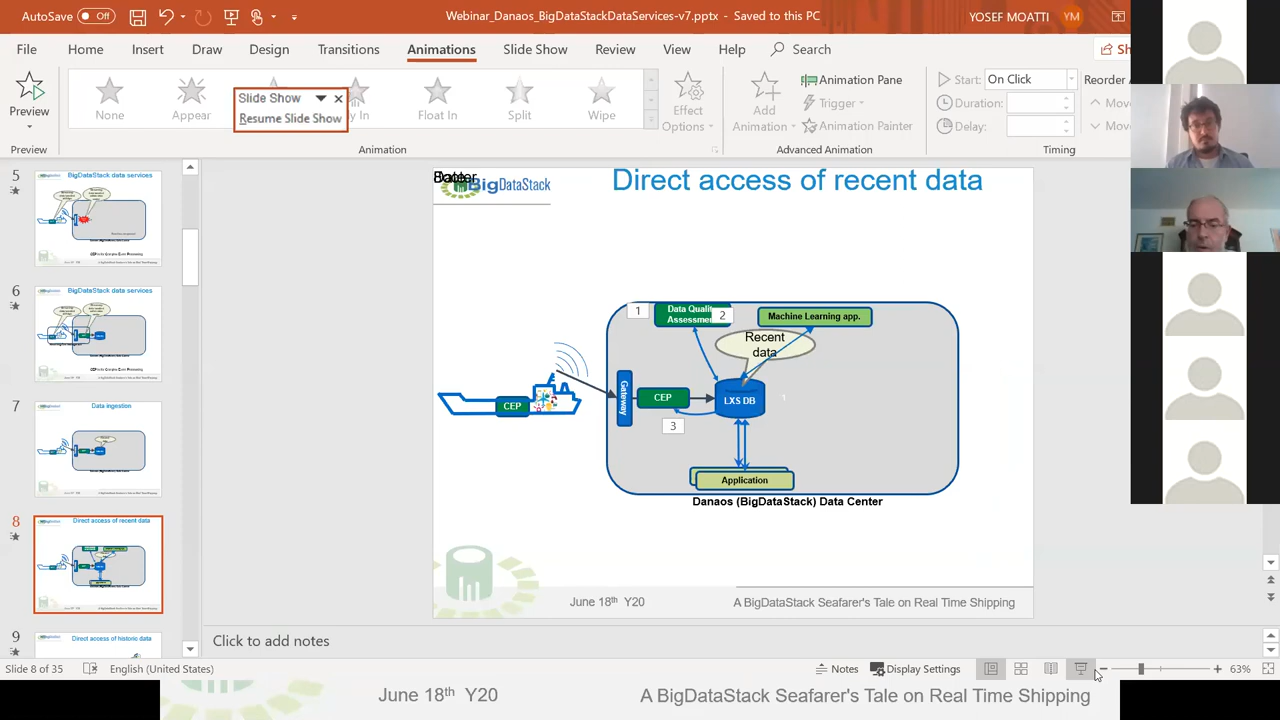 AutoSave Off
Webinar_Danaos_BigDataStackDataServices-v7.pptx - Saved to this PC
YOSEF MOATTI YM
File Home Insert Draw Design Transitions Animations Slide Show Review View Help Search
Preview
Preview
None Appear Float In Split Wipe
Slide Show
Resume Slide Show
Animation
Effect
Options
Add
Animation
Animation Pane
Trigger
Animation Painter
Advanced Animation
Start: On Click
Duration:
Delay:
Timing
Reorder
5
BigDataStack data services
6
BigDataStack data services
7
Data ingestion
8
Direct access of recent data
9
Direct access of historic data
BigDataStack
Direct access of recent data
1
Data Quality
2
Machine Learning app.
Recent
data
Gateway
CEP
CEP
LXS DB
1
3
Application
Danaos (BigDataStack) Data Center
June 18th Y20
A BigDataStack Seafarer's Tale on Real Time Shipping
Click to add notes
Slide 8 of 35
English (United States)
Notes
Display Settings
63%
June 18th Y20
A BigDataStack Seafarer's Tale on Real Time Shipping